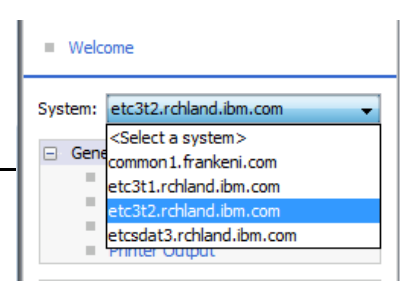 Welcome
System: etc3t2.rchland.ibm.com
<Select a system>
Gene
common1.frankeni.com
etc3t1.rchland.ibm.com
etc3t2.rchland.ibm.com
etcsdat3.rchland.ibm.com
Printer Output